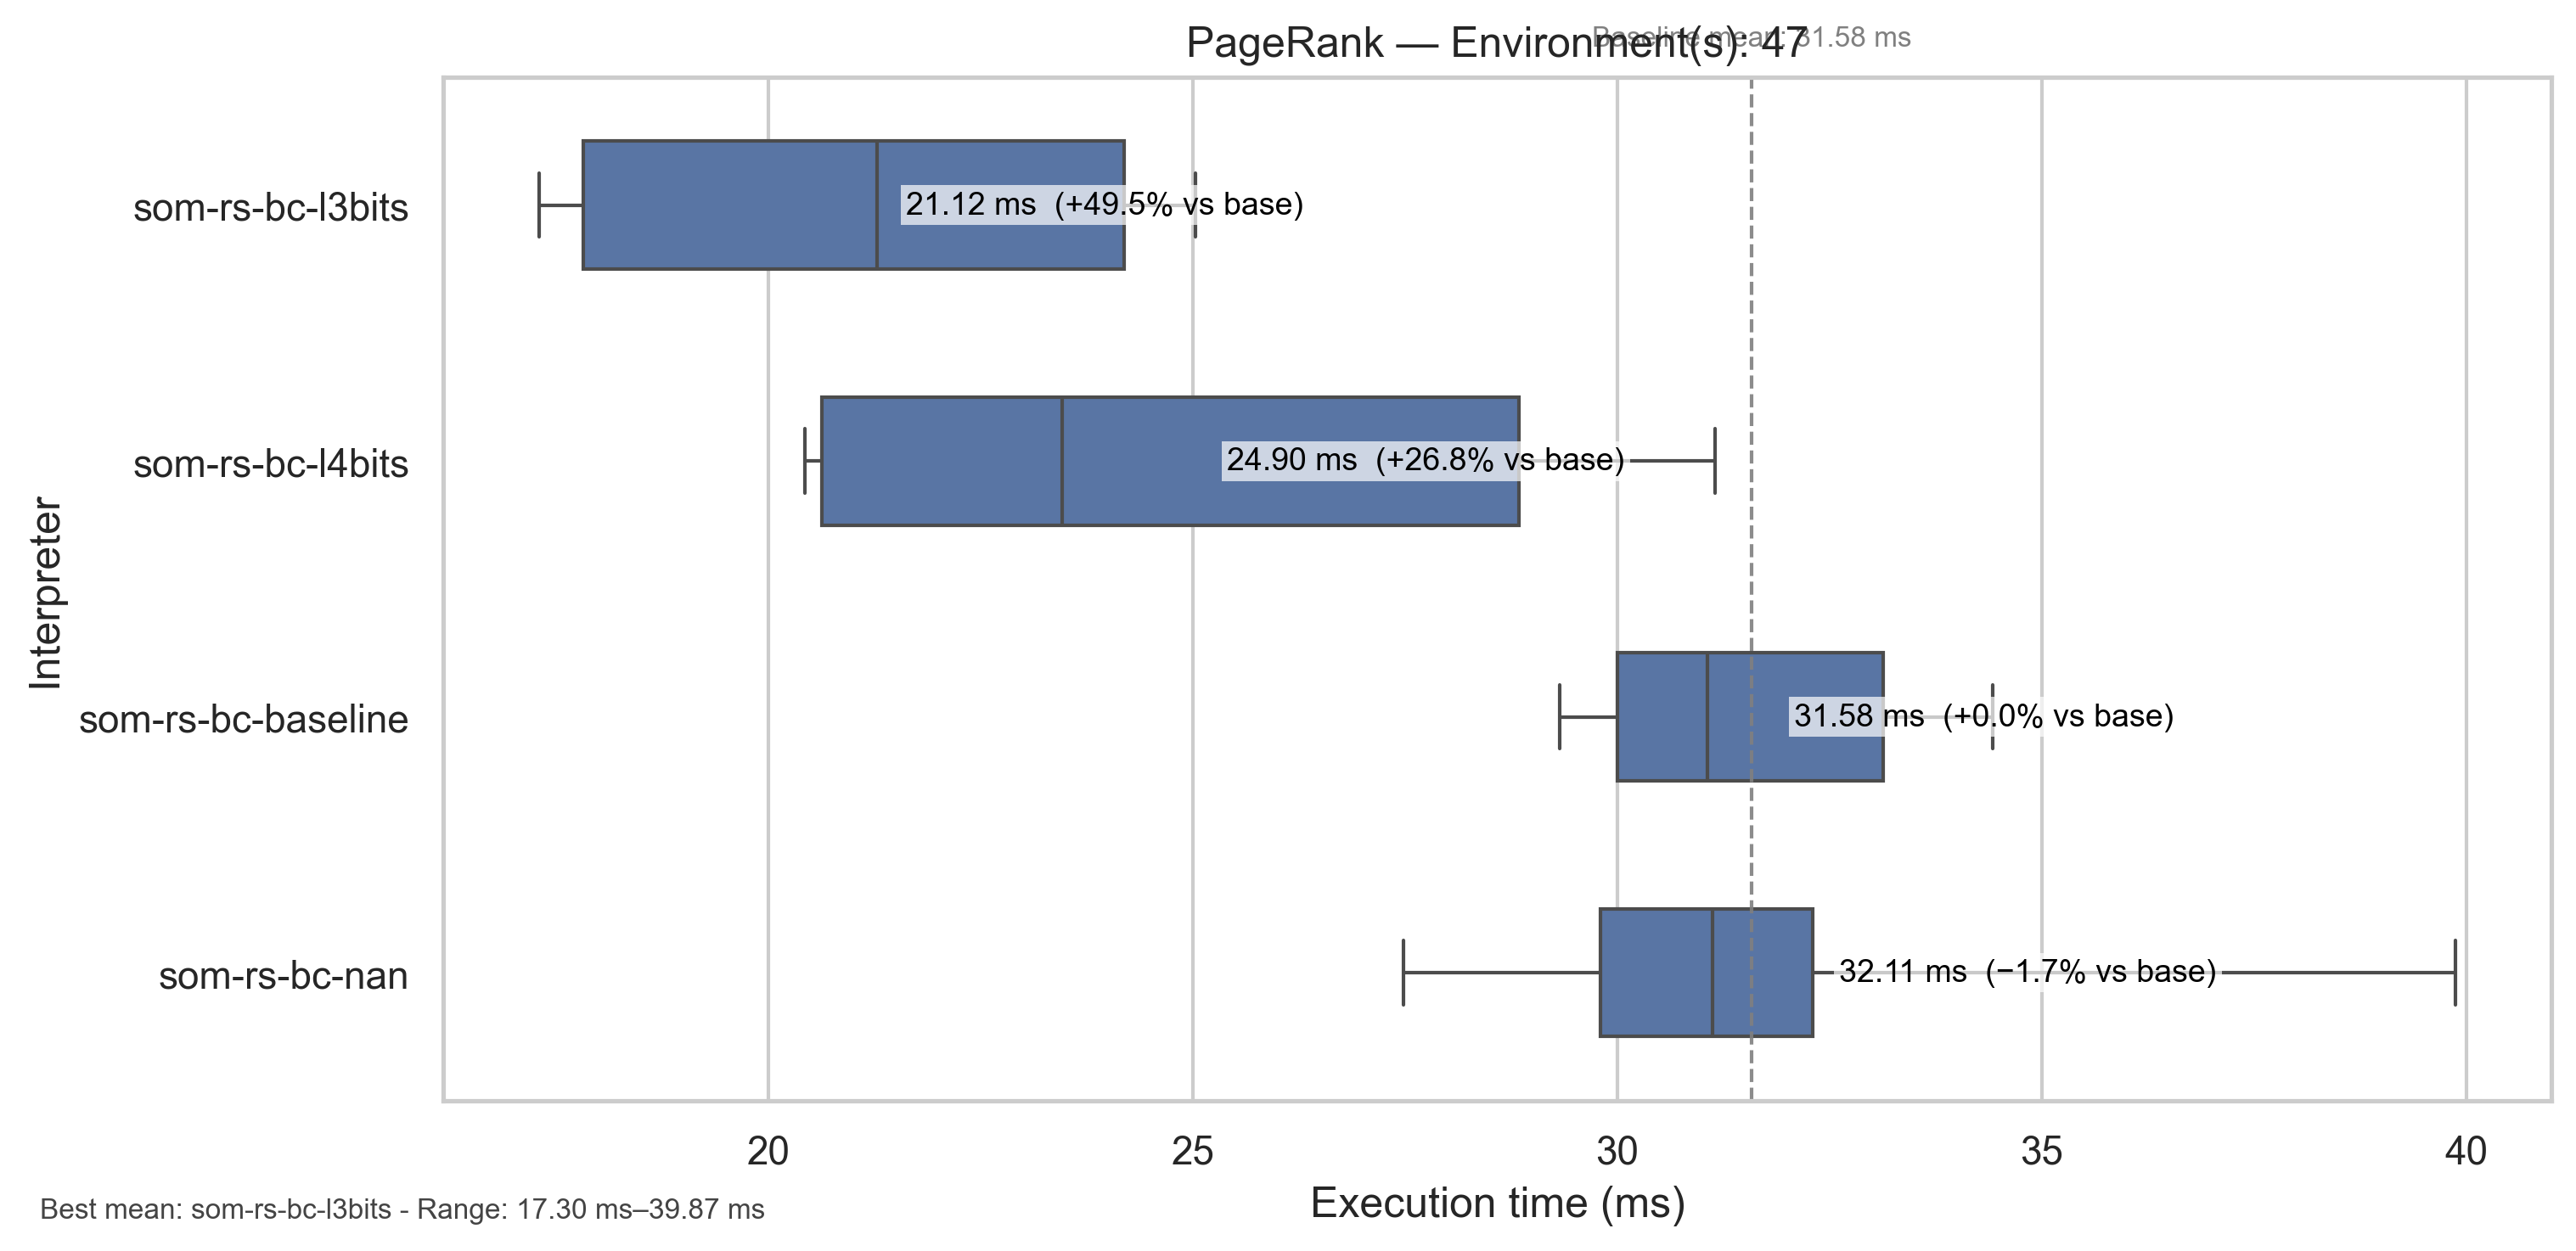 PageRank — Environment(s): 47
Baseline mean: 31.58 ms
Interpreter
som-rs-bc-l3bits
21.12 ms (+49.5% vs base)
som-rs-bc-l4bits
24.90 ms (+26.8% vs base)
som-rs-bc-baseline
31.58 ms (+0.0% vs base)
som-rs-bc-nan
32.11 ms (−1.7% vs base)
20 25 30 35 40
Execution time (ms)
Best mean: som-rs-bc-l3bits - Range: 17.30 ms–39.87 ms